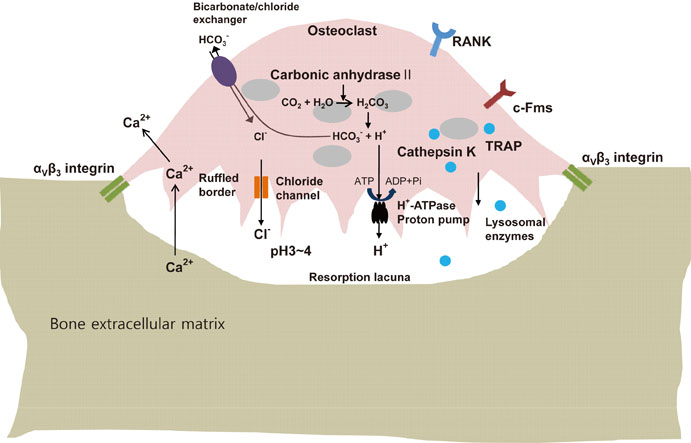 Bicarbonate/chloride
exchanger
HCO₃⁻
Osteoclast
RANK
Carbonic anhydrase II
CO₂ + H₂O
H₂CO₃
c-Fms
Ca²⁺
Cl⁻
HCO₃⁻ + H⁺
Cathepsin K
TRAP
αᵥβ₃ integrin
Ca²⁺
Ruffled
border
Chloride
channel
ATP
ADP+Pi
αᵥβ₃ integrin
H⁺-ATPase
Proton pump
Lysosomal
enzymes
Cl⁻
pH3~4
H⁺
Ca²⁺
Resorption lacuna
Bone extracellular matrix